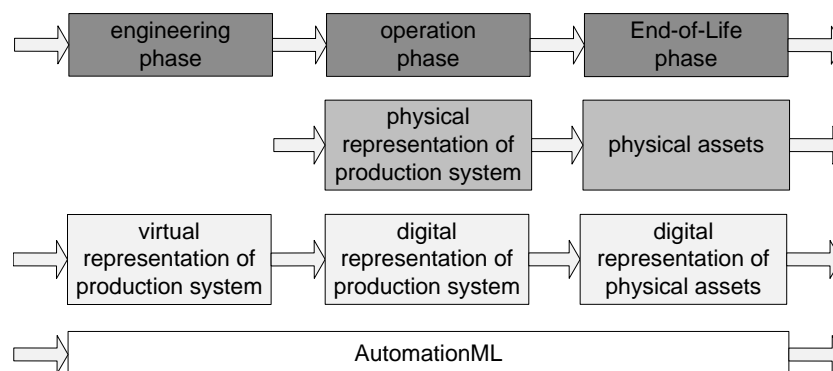 engineering
phase
operation
phase
End-of-Life
phase
physical
representation of
production system
physical assets
virtual
representation of
production system
digital
representation of
production system
digital
representation of
physical assets
AutomationML